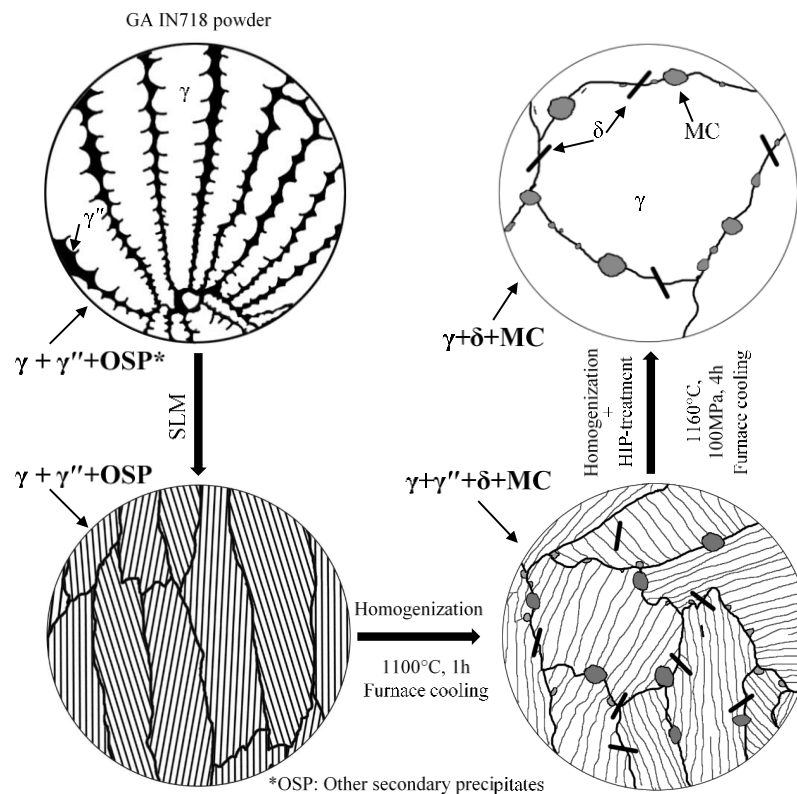 GA IN718 powder
γ
γ″
γ + γ″+OSP*
SLM
γ + γ″+OSP
Homogenization
1100°C, 1h
Furnace cooling
γ+γ″+δ+MC
Homogenization
+
HIP-treatment
1160°C,
100MPa, 4h
Furnace cooling
γ+δ+MC
δ
MC
γ
*OSP: Other secondary precipitates